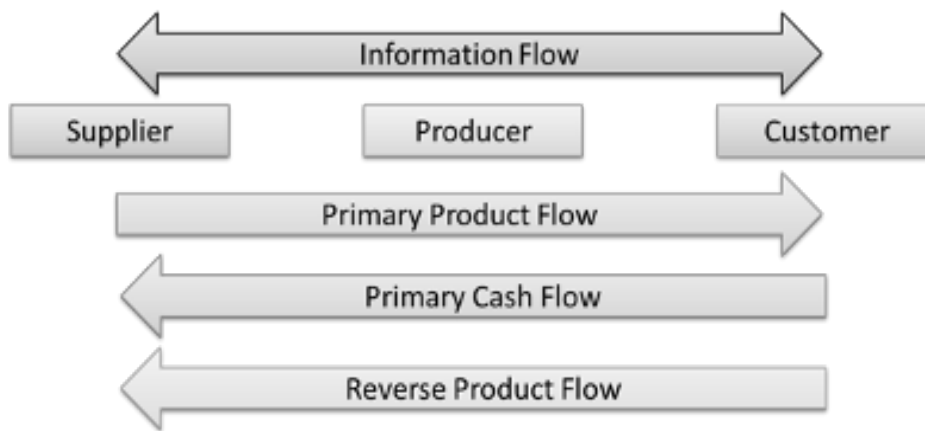 Information Flow
Supplier
Producer
Customer
Primary Product Flow
Primary Cash Flow
Reverse Product Flow